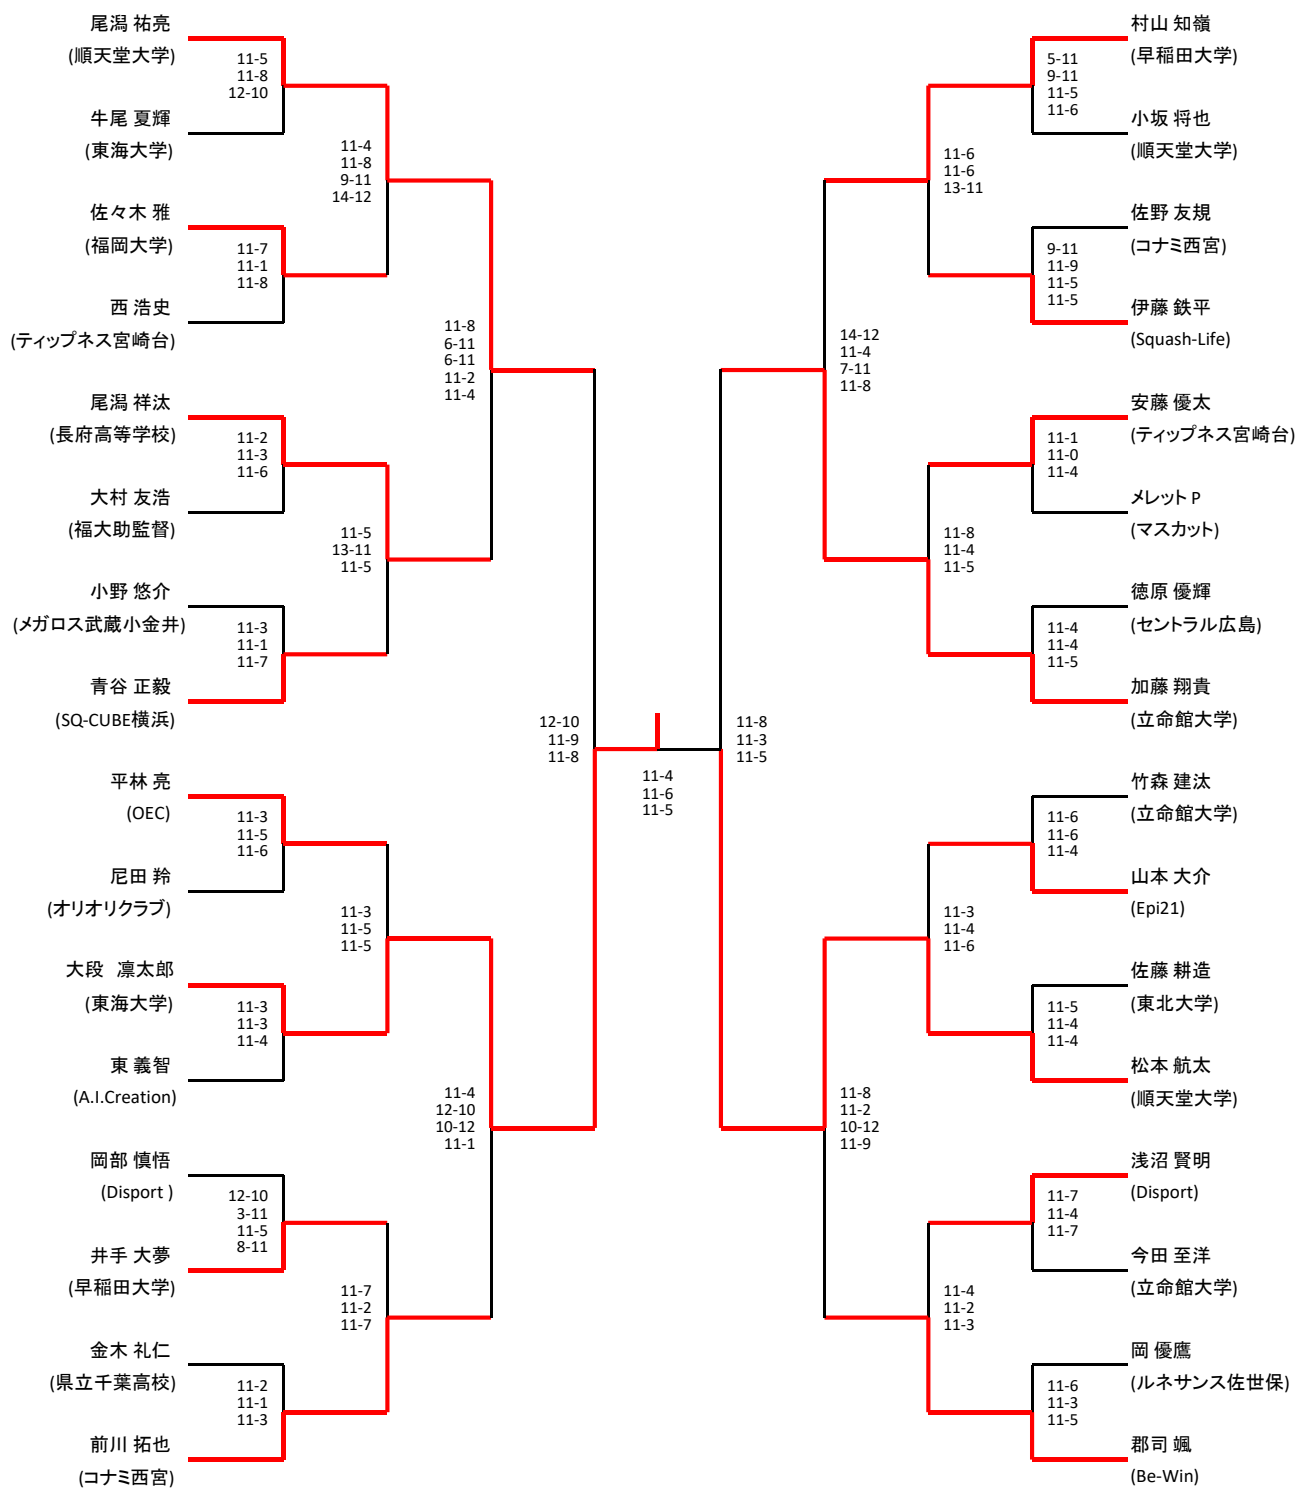 尾潟 祐亮
(順天堂大学)
11-5
11-8
12-10
牛尾 夏輝
(東海大学)
11-4
11-8
9-11
14-12
佐々木 雅
(福岡大学)
11-7
11-1
11-8
西 浩史
(ティップネス宮崎台)
11-8
6-11
6-11
11-2
11-4
尾潟 祥汰
(長府高等学校)
11-2
11-3
11-6
大村 友浩
(福大助監督)
11-5
13-11
11-5
小野 悠介
(メガロス武蔵小金井)
11-3
11-1
11-7
青谷 正毅
(SQ-CUBE横浜)
12-10
11-9
11-8
平林 亮
(OEC)
11-3
11-5
11-6
尼田 羚
(オリオリクラブ)
11-3
11-5
11-5
大段　凛太郎
(東海大学)
11-3
11-3
11-4
東 義智
(A.I.Creation)
11-4
12-10
10-12
11-1
岡部 慎悟
(Disport )
12-10
3-11
11-5
8-11
井手 大夢
(早稲田大学)
11-7
11-2
11-7
金木 礼仁
(県立千葉高校)
11-2
11-1
11-3
前川 拓也
(コナミ西宮)
11-4
11-6
11-5
村山 知嶺
(早稲田大学)
5-11
9-11
11-5
11-6
小坂 将也
(順天堂大学)
11-6
11-6
13-11
佐野 友規
(コナミ西宮)
9-11
11-9
11-5
11-5
伊藤 鉄平
(Squash-Life)
14-12
11-4
7-11
11-8
安藤 優太
(ティップネス宮崎台)
11-1
11-0
11-4
メレット P
(マスカット)
11-8
11-4
11-5
徳原 優輝
(セントラル広島)
11-4
11-4
11-5
加藤 翔貴
(立命館大学)
11-8
11-3
11-5
竹森 建汰
(立命館大学)
11-6
11-6
11-4
山本 大介
(Epi21)
11-3
11-4
11-6
佐藤 耕造
(東北大学)
11-5
11-4
11-4
松本 航太
(順天堂大学)
11-8
11-2
10-12
11-9
浅沼 賢明
(Disport)
11-7
11-4
11-7
今田 至洋
(立命館大学)
11-4
11-2
11-3
岡 優鷹
(ルネサンス佐世保)
11-6
11-3
11-5
郡司 颯
(Be-Win)